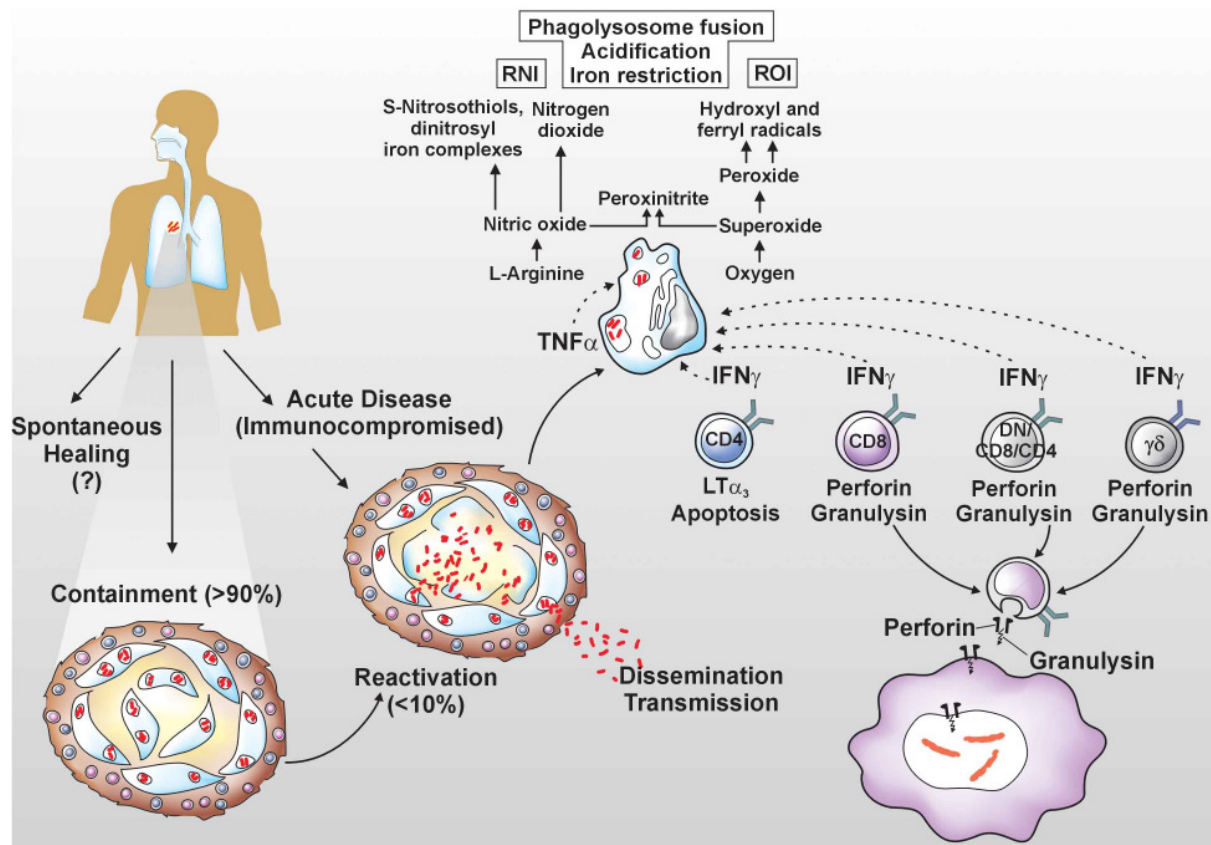 Phagolysosome fusion
Acidification
Iron restriction
RNI
ROI
S-Nitrosothiols,
dinitrosyl
iron complexes
Nitrogen
dioxide
Hydroxyl and
ferryl radicals
Peroxide
Peroxinitrite
Nitric oxide
Superoxide
L-Arginine
Oxygen
TNFα
IFNγ
IFNγ
IFNγ
IFNγ
CD4
CD8
DN/
CD8/CD4
γδ
LTα₃
Apoptosis
Perforin
Granulysin
Perforin
Granulysin
Perforin
Granulysin
Perforin
Granulysin
Spontaneous
Healing
(?)
Acute Disease
(Immunocompromised)
Containment (>90%)
Reactivation
(<10%)
Dissemination
Transmission